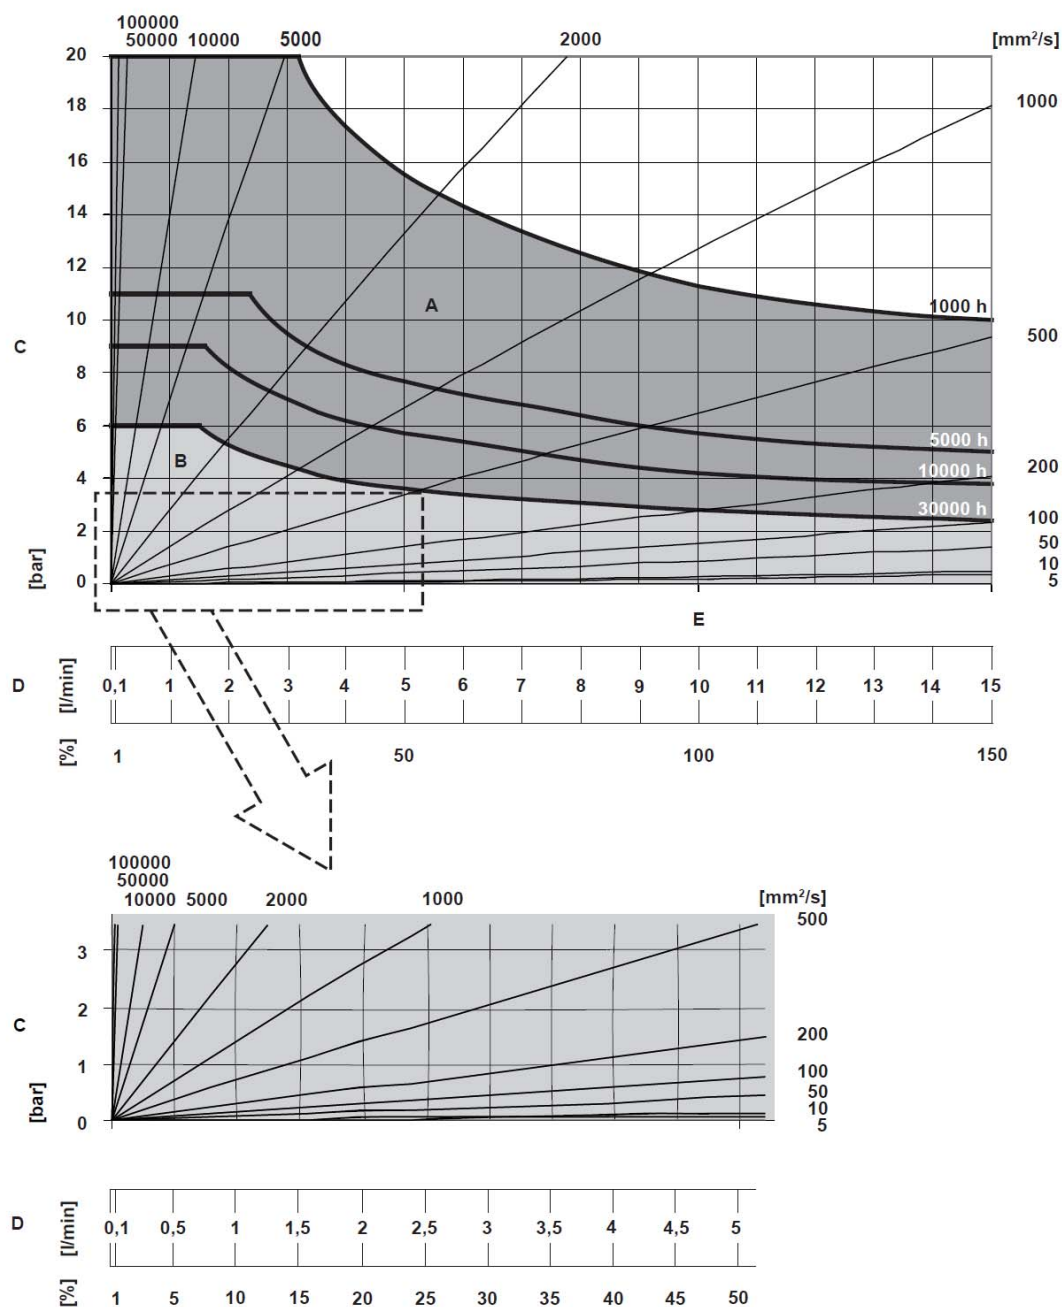 100000
50000 10000 5000 2000 [mm²/s]
20
18 1000
16
14
12
A
10 1000 h
C 500
8
6 5000 h
B 200
4 10000 h
30000 h
2 100
50
[bar] 10
0 5
E
D [l/min] 0,1 1 2 3 4 5 6 7 8 9 10 11 12 13 14 15
[%] 1 50 100 150
100000
50000
10000 5000 2000 1000 [mm²/s]
500
3
2
C 200
1 100
50
[bar] 10
0 5
D [l/min] 0,1 0,5 1 1,5 2 2,5 3 3,5 4 4,5 5
[%] 1 5 10 15 20 25 30 35 40 45 50